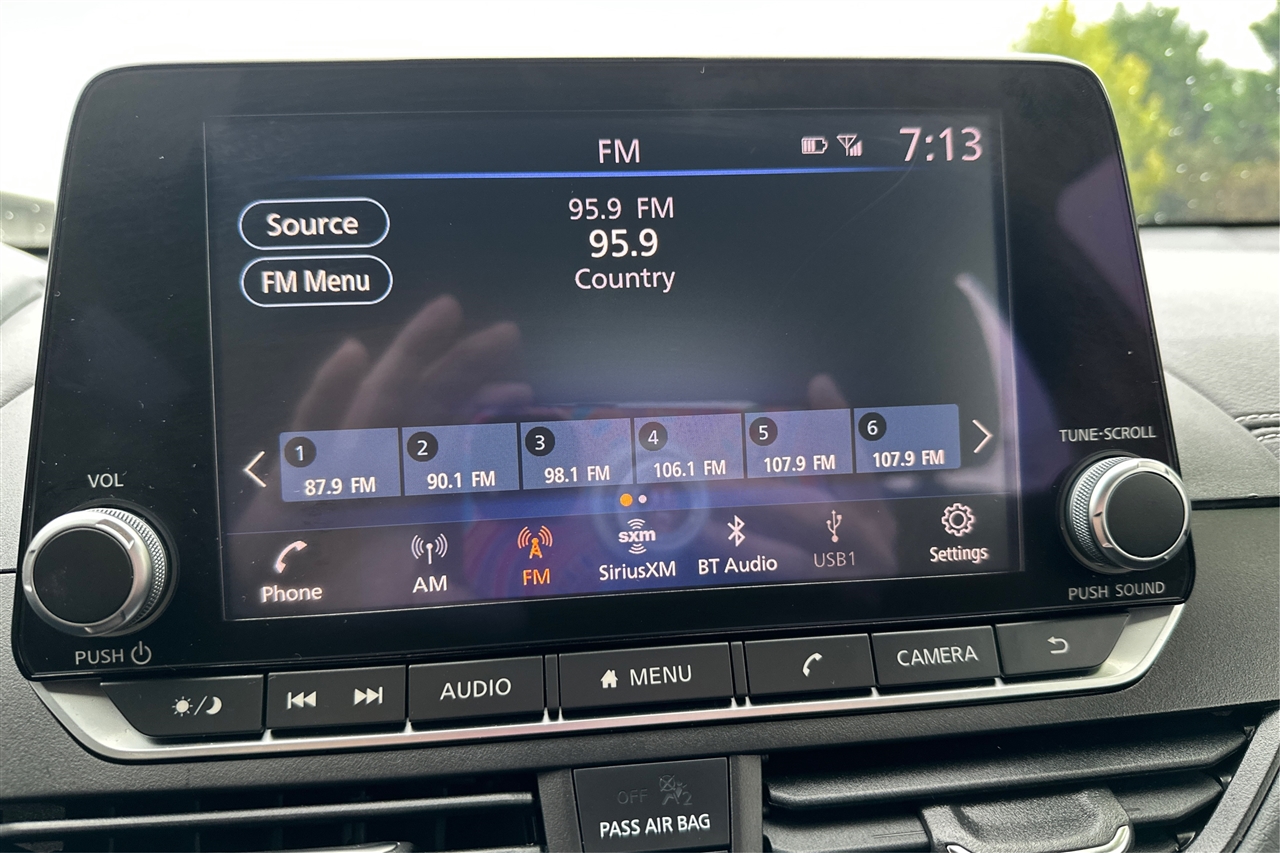 FM 7:13
Source
FM Menu
95.9 FM
95.9
Country
1 2 3 4 5 6
87.9 FM 90.1 FM 98.1 FM 106.1 FM 107.9 FM 107.9 FM
Phone AM FM sxm SiriusXM BT Audio USB1 Settings
VOL
PUSH
TUNE·SCROLL
PUSH SOUND
AUDIO MENU CAMERA
OFF 2
PASS AIR BAG